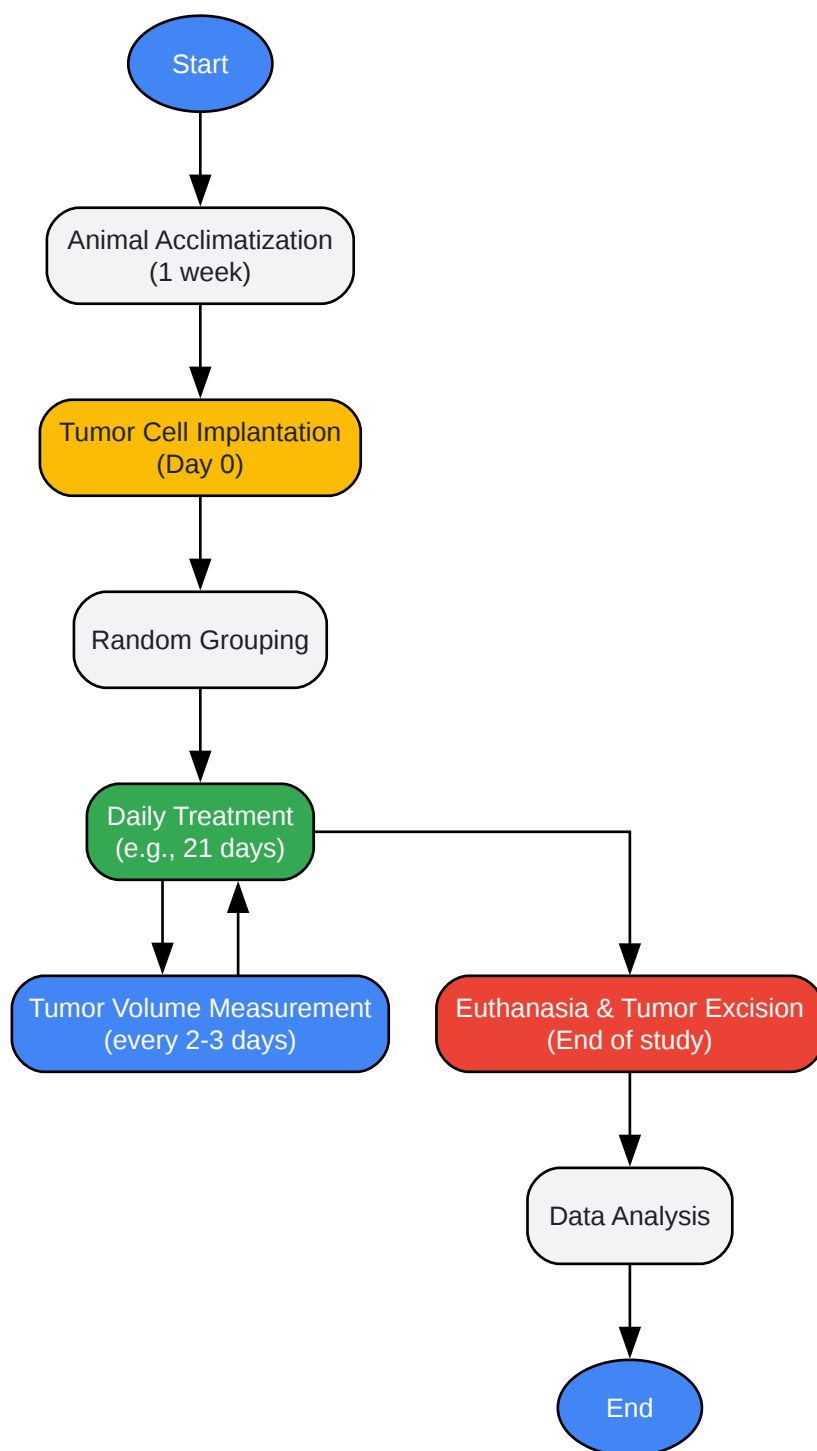 Start
Animal Acclimatization
(1 week)
Tumor Cell Implantation
(Day 0)
Random Grouping
Daily Treatment
(e.g., 21 days)
Tumor Volume Measurement
(every 2-3 days)
Euthanasia & Tumor Excision
(End of study)
Data Analysis
End